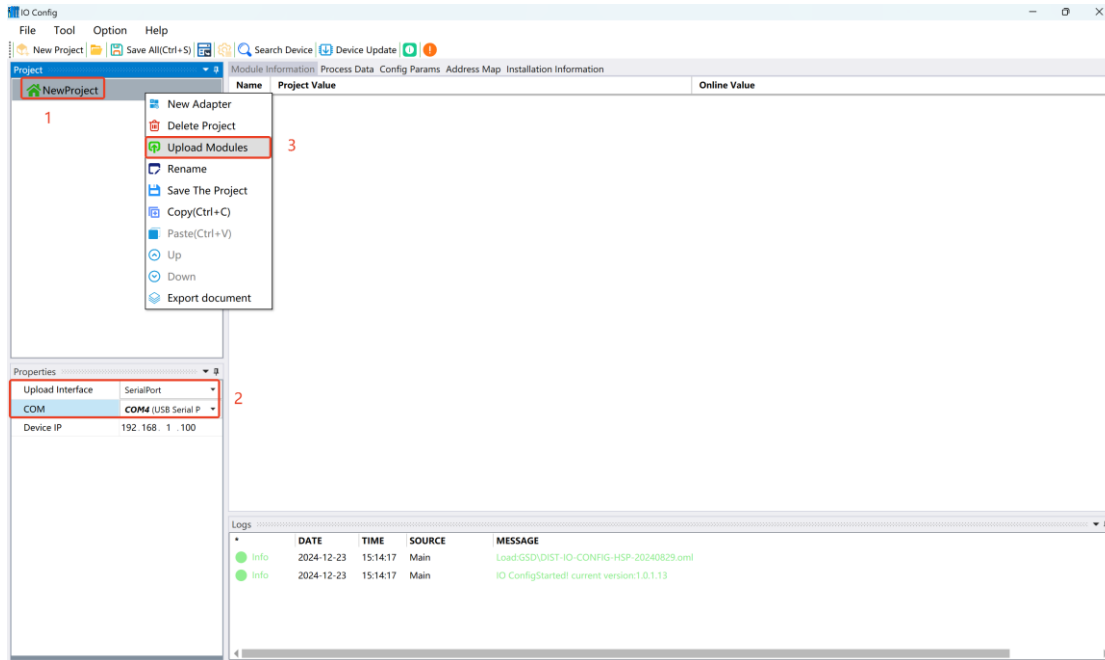 IO Config
File Tool Option Help
New Project Save All(Ctrl+S) Search Device Device Update
Project
Module Information Process Data Config Params Address Map Installation Information
Name Project Value Online Value
NewProject
1
New Adapter
Delete Project
Upload Modules
3
Rename
Save The Project
Copy(Ctrl+C)
Paste(Ctrl+V)
Up
Down
Export document
Properties
Upload Interface SerialPort
2
COM COM4 (USB Serial P
Device IP 192.168. 1 .100
Logs
* DATE TIME SOURCE MESSAGE
Info 2024-12-23 15:14:17 Main Load:GSD\DIST-IO-CONFIG-HSP-20240829.oml
Info 2024-12-23 15:14:17 Main IO ConfigStarted! current version:1.0.1.13